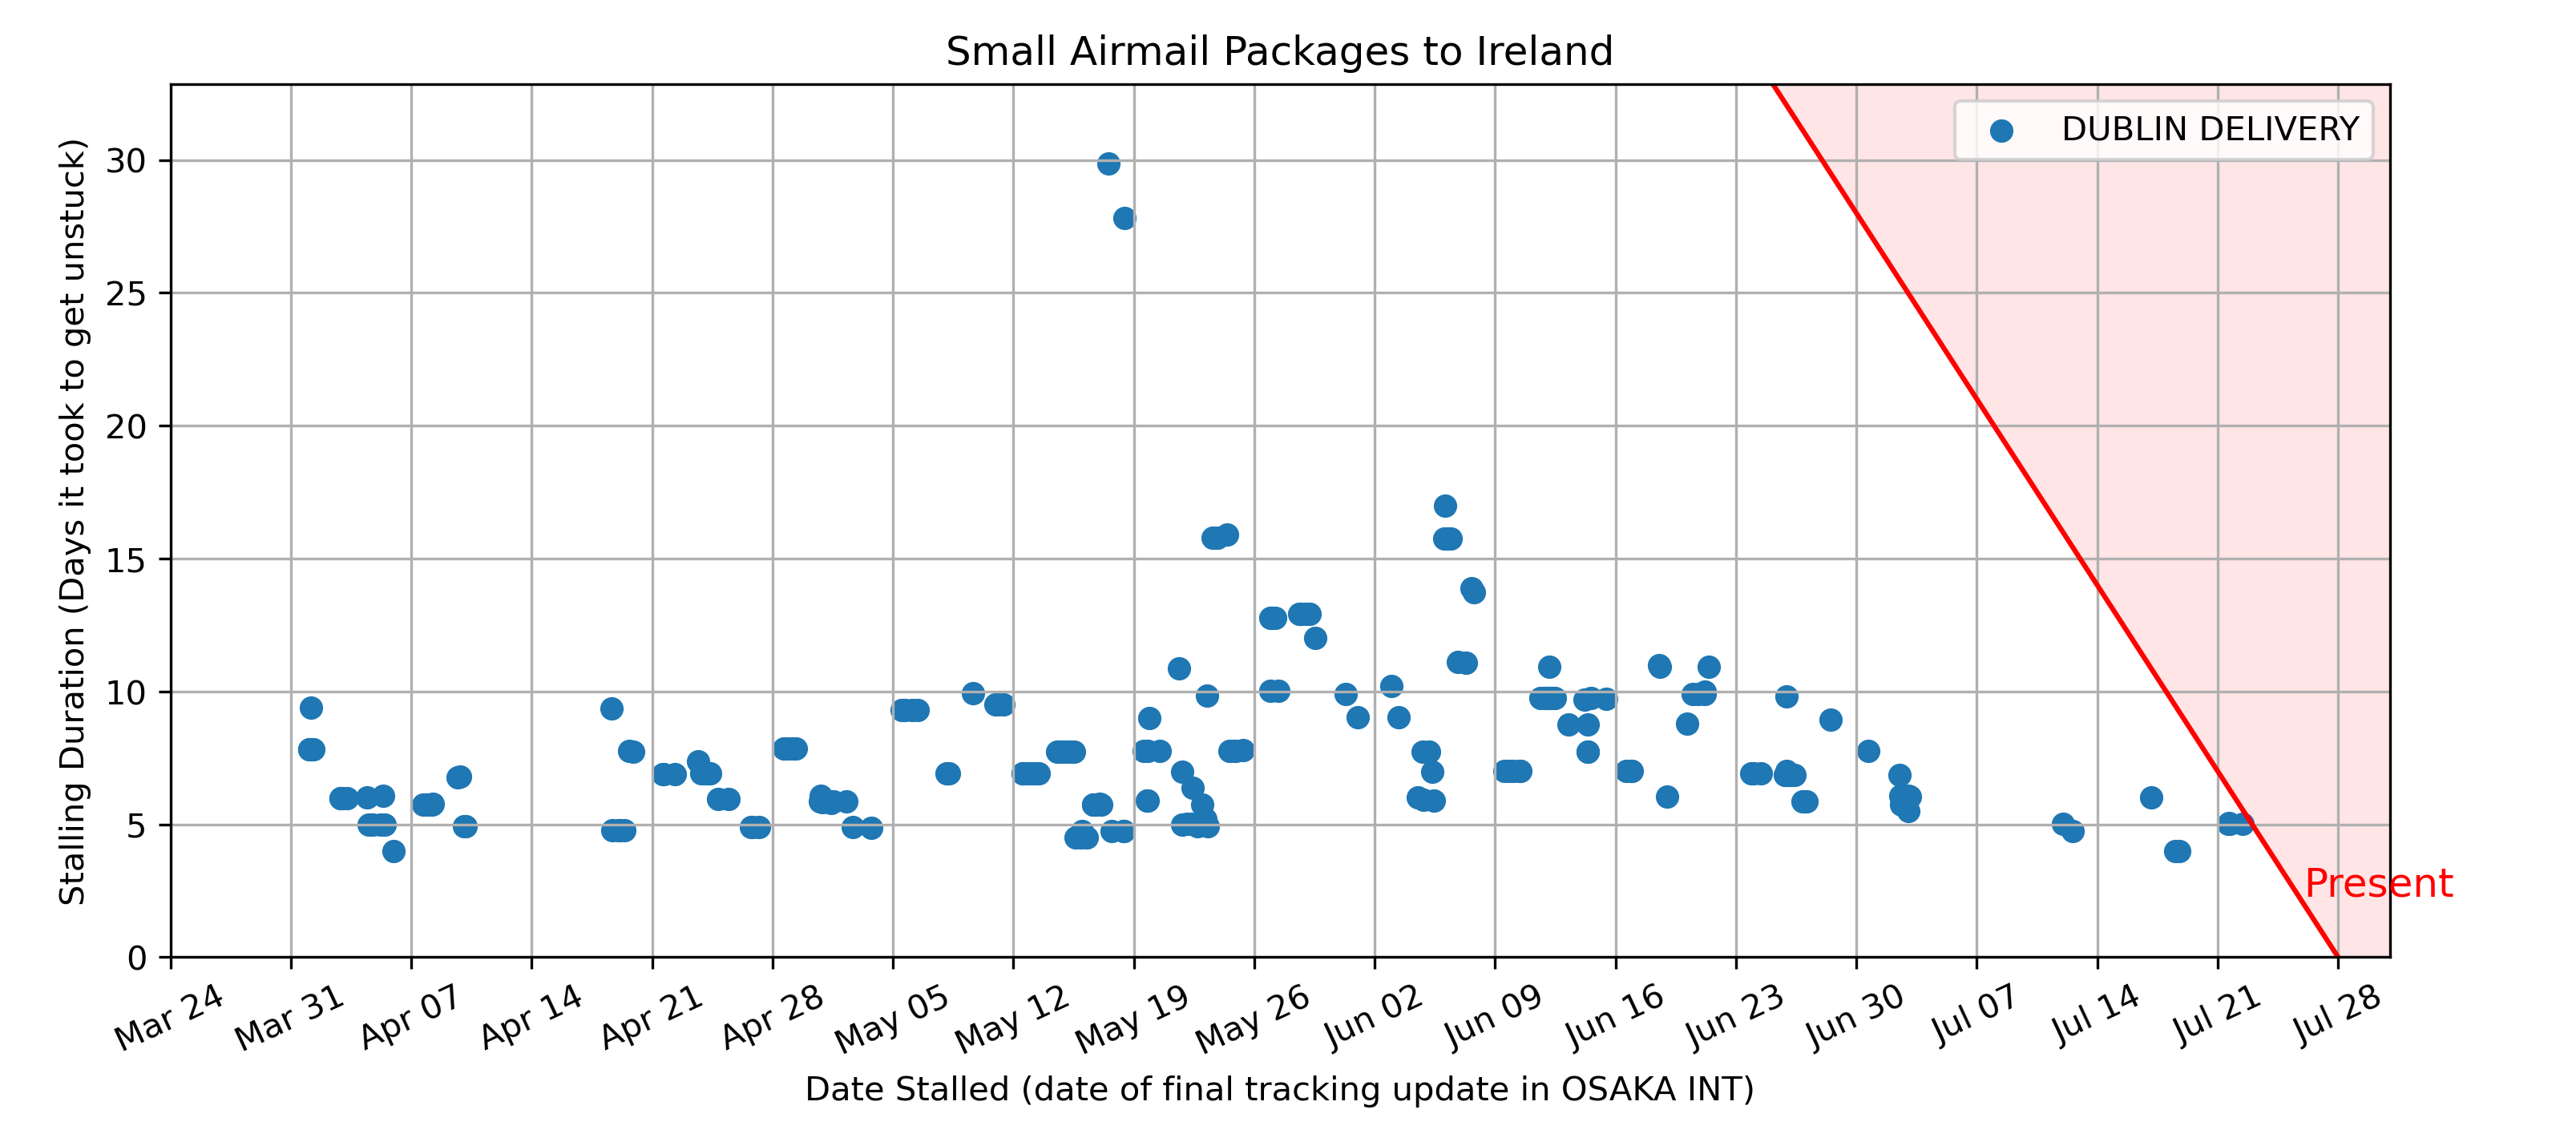 Small Airmail Packages to Ireland
DUBLIN DELIVERY
Stalling Duration (Days it took to get unstuck)
30
25
20
15
10
5
0
Present
Mar 24
Mar 31
Apr 07
Apr 14
Apr 21
Apr 28
May 05
May 12
May 19
May 26
Jun 02
Jun 09
Jun 16
Jun 23
Jun 30
Jul 07
Jul 14
Jul 21
Jul 28
Date Stalled (date of final tracking update in OSAKA INT)